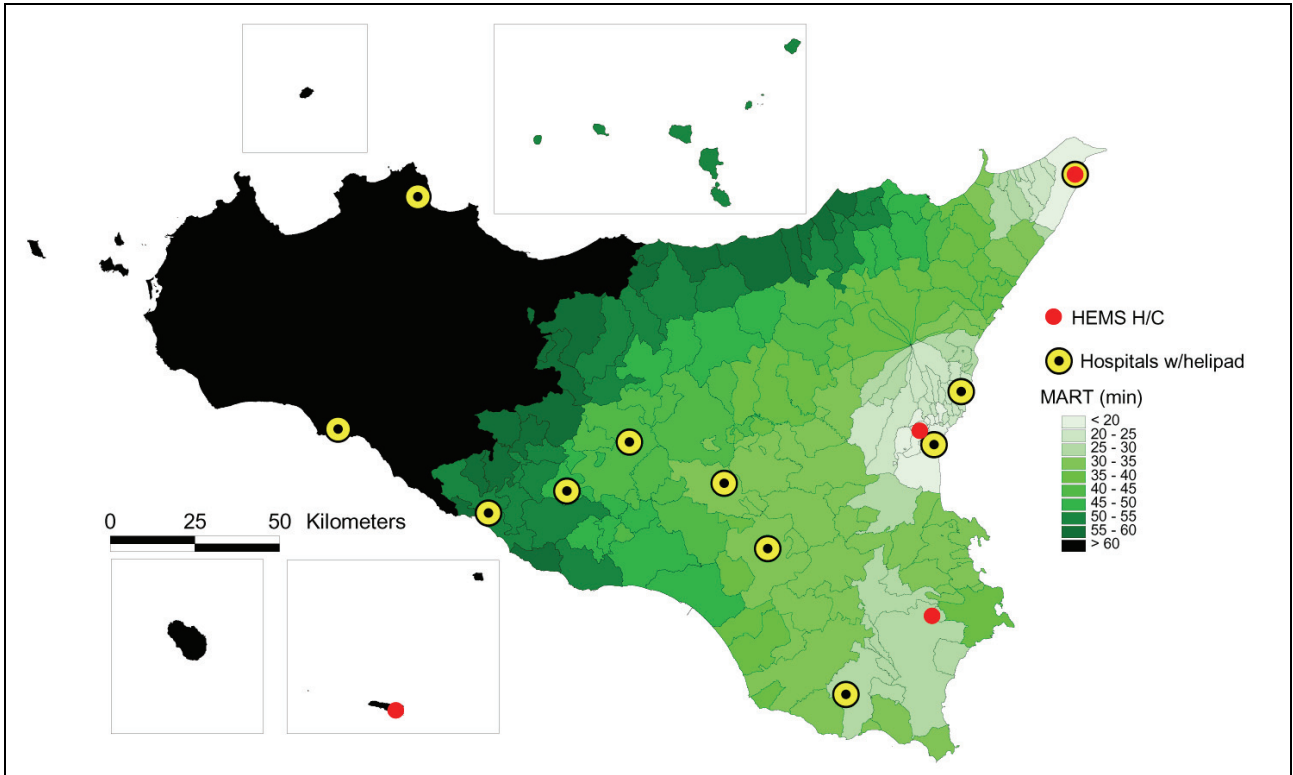 HEMS H/C
Hospitals w/helipad
MART (min)
< 20
20 - 25
25 - 30
30 - 35
35 - 40
40 - 45
45 - 50
50 - 55
55 - 60
> 60
0 25 50 Kilometers